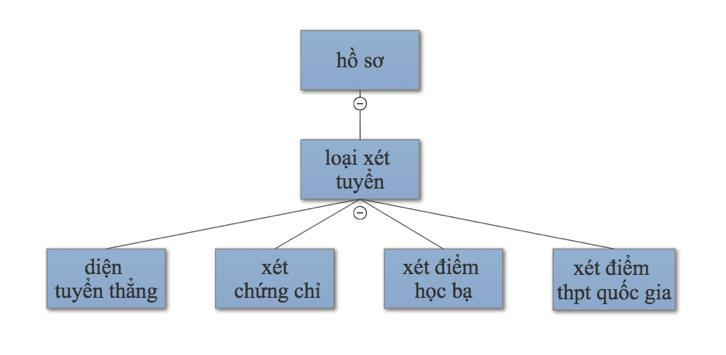 hồ sơ
loại xét
tuyển
diện
tuyển thẳng
xét
chứng chỉ
xét điểm
học bạ
xét điểm
thpt quốc gia